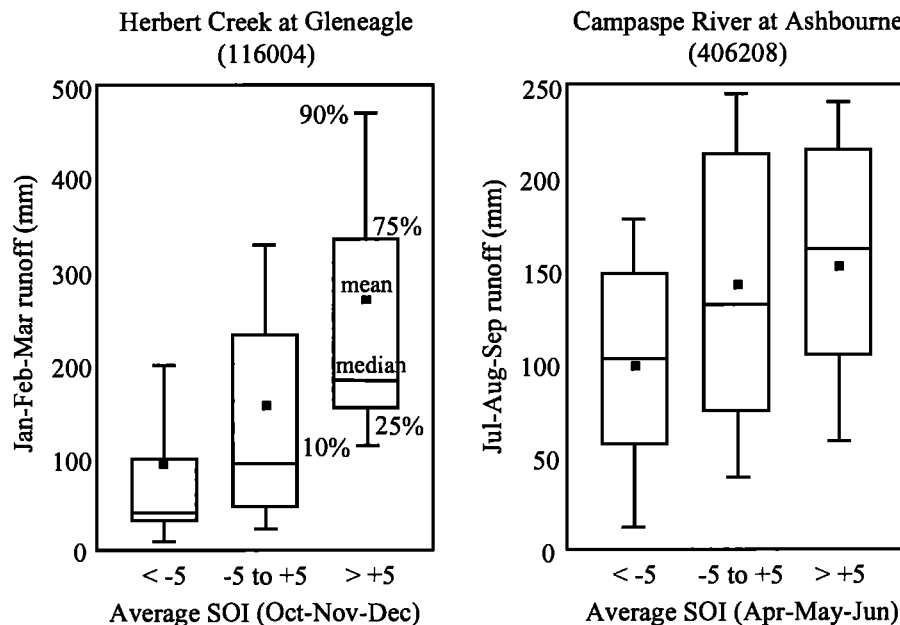 Herbert Creek at Gleneagle
(116004)
Jan-Feb-Mar runoff (mm)
500
400
300
200
100
0
90%
75%
mean
median
25%
10%
< -5
-5 to +5
> +5
Average SOI (Oct-Nov-Dec)
Campaspe River at Ashbourne
(406208)
Jul-Aug-Sep runoff (mm)
250
200
150
100
50
0
< -5
-5 to +5
> +5
Average SOI (Apr-May-Jun)